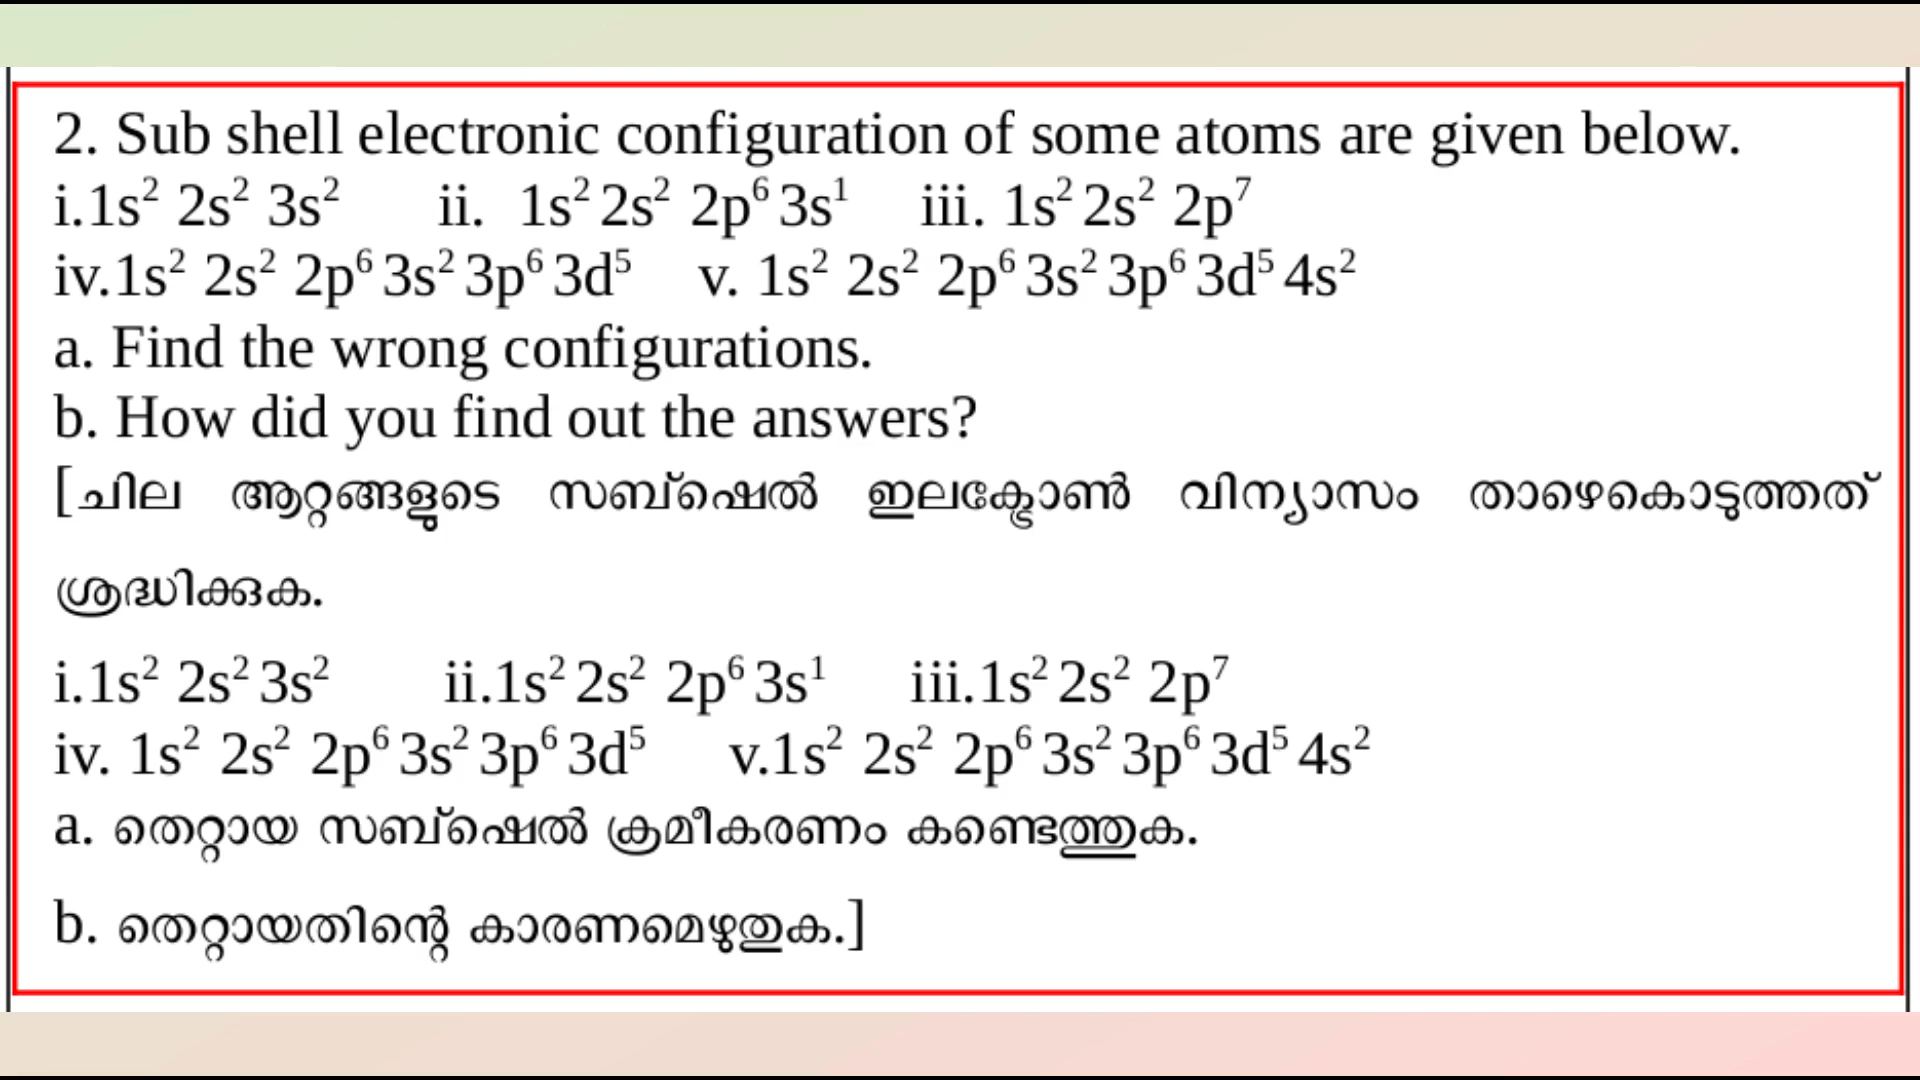 2. Sub shell electronic configuration of some atoms are given below.
i.1s² 2s² 3s² ii. 1s² 2s² 2p⁶ 3s¹ iii. 1s² 2s² 2p⁷
iv.1s² 2s² 2p⁶ 3s² 3p⁶ 3d⁵ v. 1s² 2s² 2p⁶ 3s² 3p⁶ 3d⁵ 4s²
a. Find the wrong configurations.
b. How did you find out the answers?
[ചില ആറ്റങ്ങളുടെ സബ്ഷെൽ ഇലക്ട്രോൺ വിന്യാസം താഴെകൊടുത്തത്
ശ്രദ്ധിക്കുക.
i.1s² 2s² 3s² ii.1s² 2s² 2p⁶ 3s¹ iii.1s² 2s² 2p⁷
iv. 1s² 2s² 2p⁶ 3s² 3p⁶ 3d⁵ v.1s² 2s² 2p⁶ 3s² 3p⁶ 3d⁵ 4s²
a. തെറ്റായ സബ്ഷെൽ ക്രമീകരണം കണ്ടെത്തുക.
b. തെറ്റായതിന്റെ കാരണമെഴുതുക.]